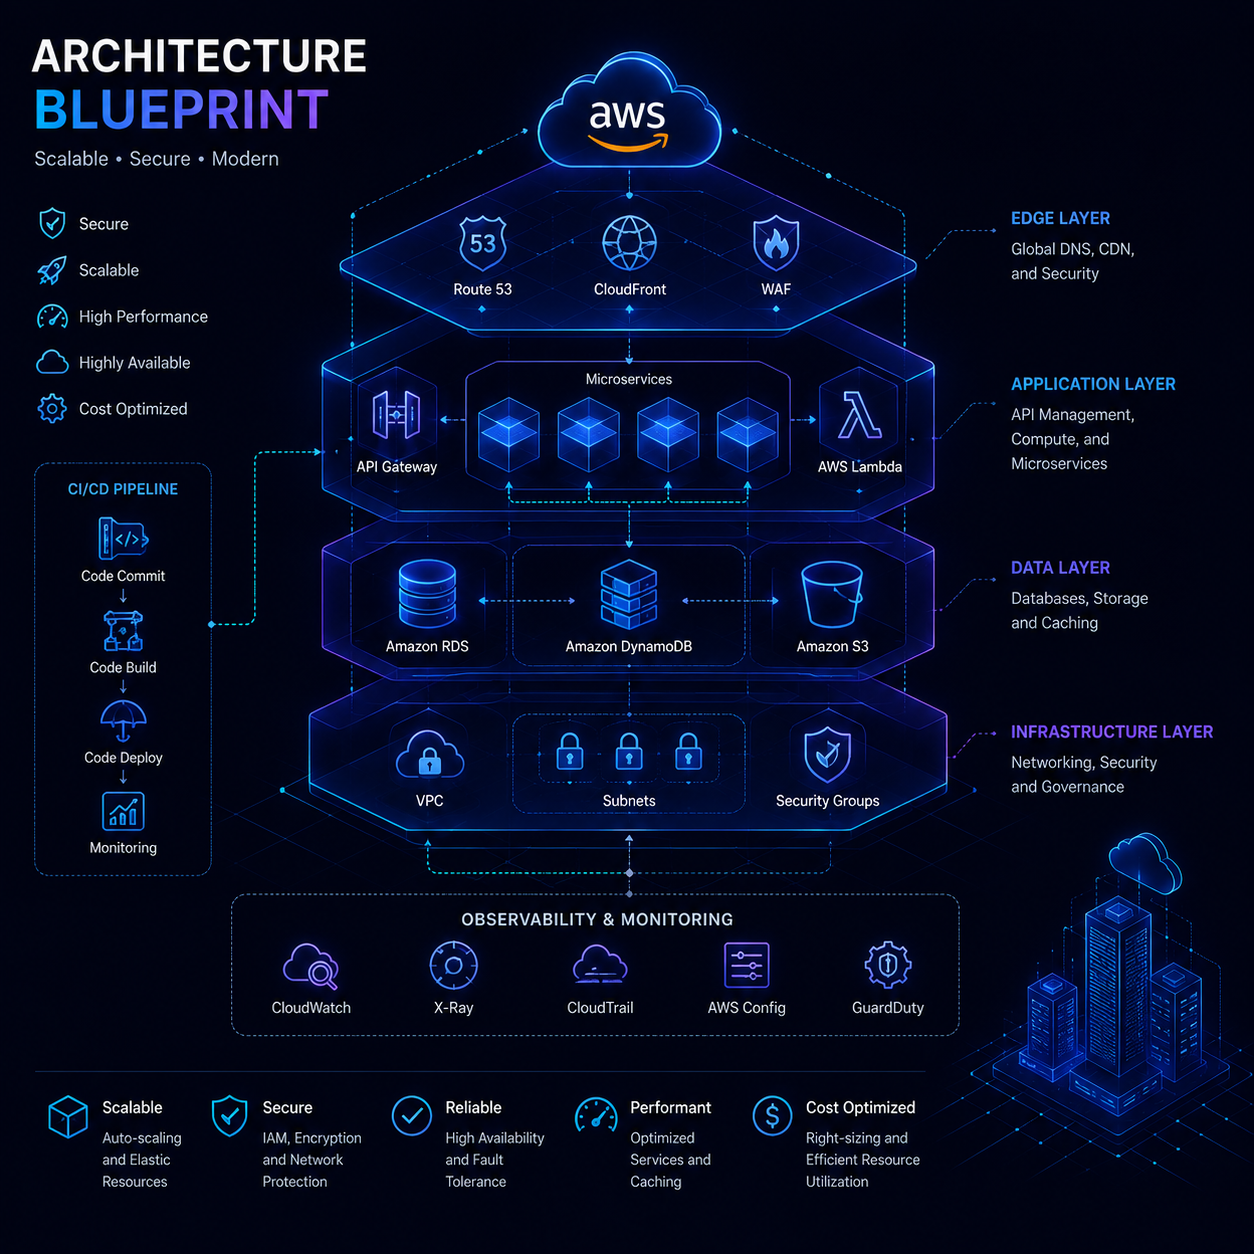 ARCHITECTURE
BLUEPRINT
Scalable • Secure • Modern
Secure
Scalable
High Performance
Highly Available
Cost Optimized
aws
53
Route 53
CloudFront
WAF
EDGE LAYER
Global DNS, CDN,
and Security
Microservices
API Gateway
AWS Lambda
APPLICATION LAYER
API Management,
Compute, and
Microservices
CI/CD PIPELINE
</>
Code Commit
Code Build
Code Deploy
Monitoring
Amazon RDS
Amazon DynamoDB
Amazon S3
DATA LAYER
Databases, Storage
and Caching
VPC
Subnets
Security Groups
INFRASTRUCTURE LAYER
Networking, Security
and Governance
OBSERVABILITY & MONITORING
CloudWatch
X-Ray
CloudTrail
AWS Config
GuardDuty
Scalable
Auto-scaling
and Elastic
Resources
Secure
IAM, Encryption
and Network
Protection
Reliable
High Availability
and Fault
Tolerance
Performant
Optimized
Services and
Caching
$
Cost Optimized
Right-sizing and
Efficient Resource
Utilization